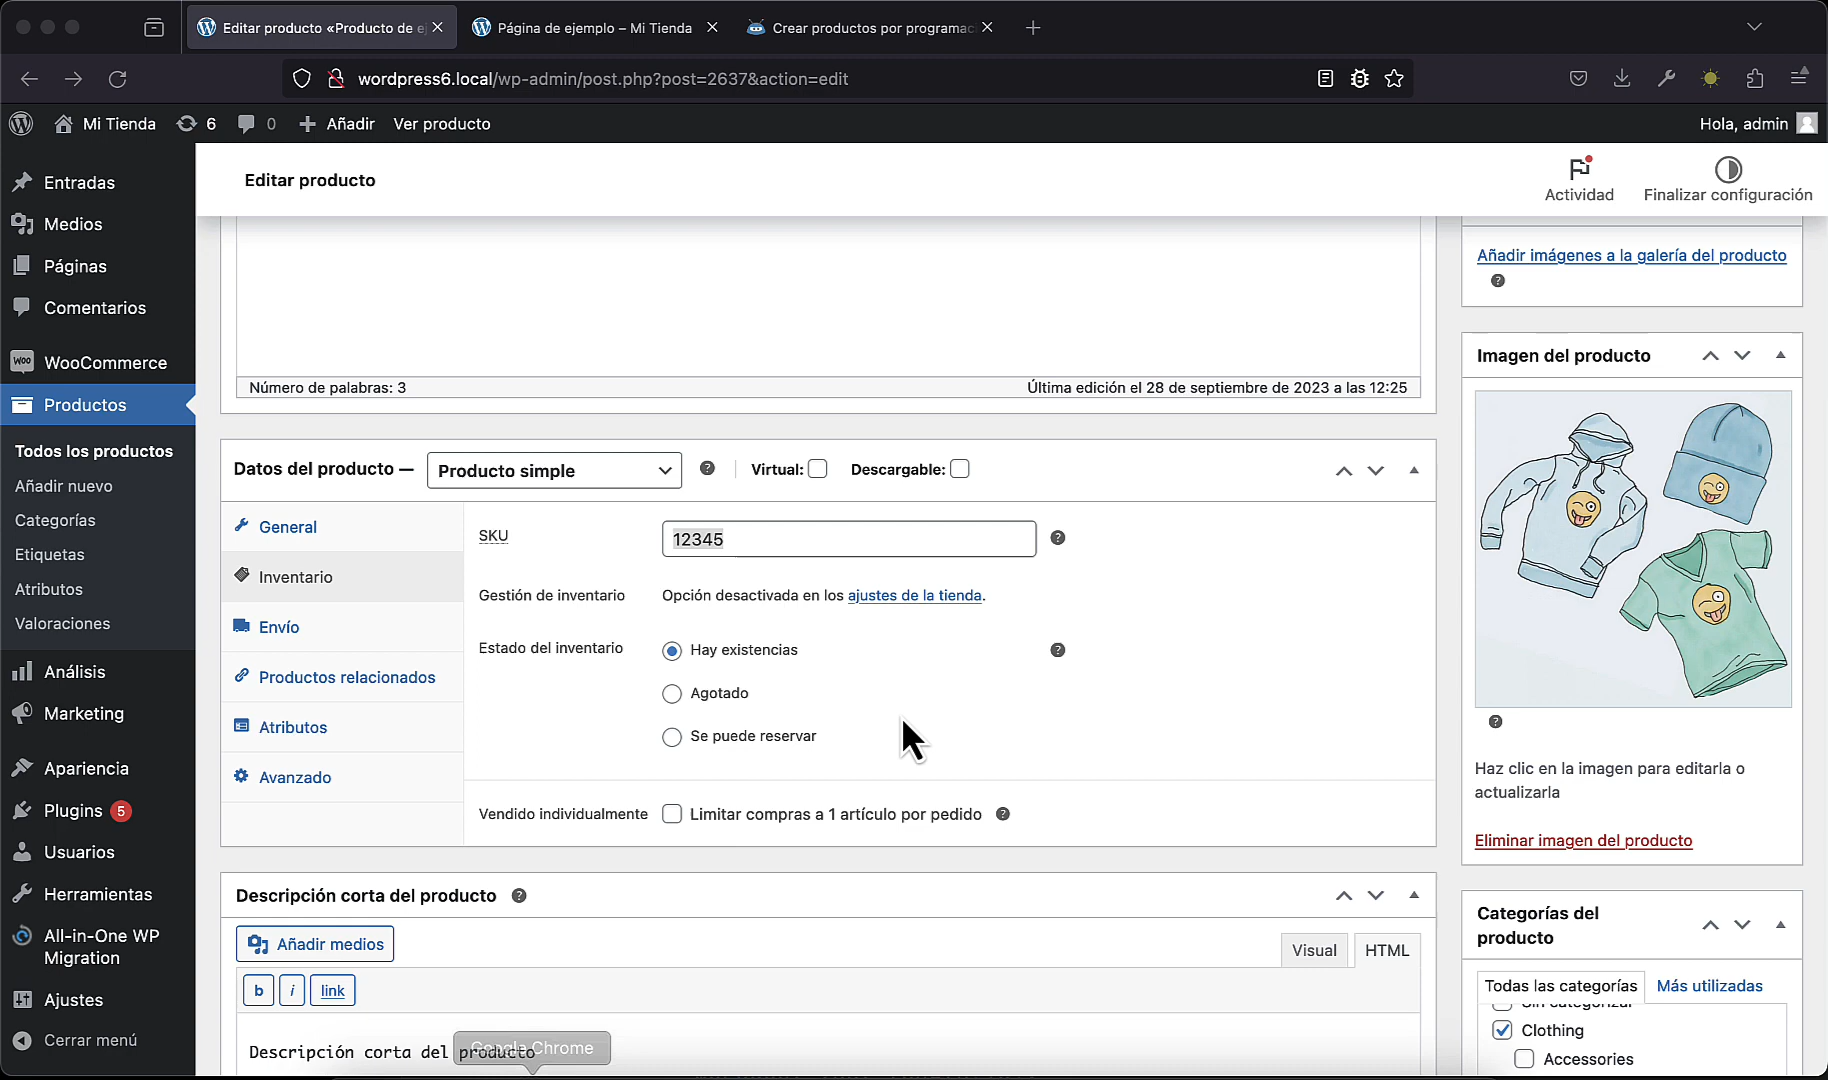 Editar producto «Producto de e
Página de ejemplo – Mi Tienda
Crear productos por programac
wordpress6.local/wp-admin/post.php?post=2637&action=edit
Mi Tienda
6
0
Añadir
Ver producto
Hola, admin
Entradas
Medios
Páginas
Comentarios
WooCommerce
Productos
Todos los productos
Añadir nuevo
Categorías
Etiquetas
Atributos
Valoraciones
Análisis
Marketing
Apariencia
Plugins 5
Usuarios
Herramientas
All-in-One WP
Migration
Ajustes
Cerrar menú
Editar producto
Actividad
Finalizar configuración
Número de palabras: 3
Última edición el 28 de septiembre de 2023 a las 12:25
Datos del producto —
Producto simple
Virtual:
Descargable:
General
Inventario
Envío
Productos relacionados
Atributos
Avanzado
SKU
12345
Gestión de inventario
Opción desactivada en los ajustes de la tienda.
Estado del inventario
Hay existencias
Agotado
Se puede reservar
Vendido individualmente
Limitar compras a 1 artículo por pedido
Descripción corta del producto
Añadir medios
Visual
HTML
b
i
link
Descripción corta del producto
Google Chrome
Añadir imágenes a la galería del producto
Imagen del producto
Haz clic en la imagen para editarla o
actualizarla
Eliminar imagen del producto
Categorías del
producto
Todas las categorías
Más utilizadas
Sin categorizar
Clothing
Accessories